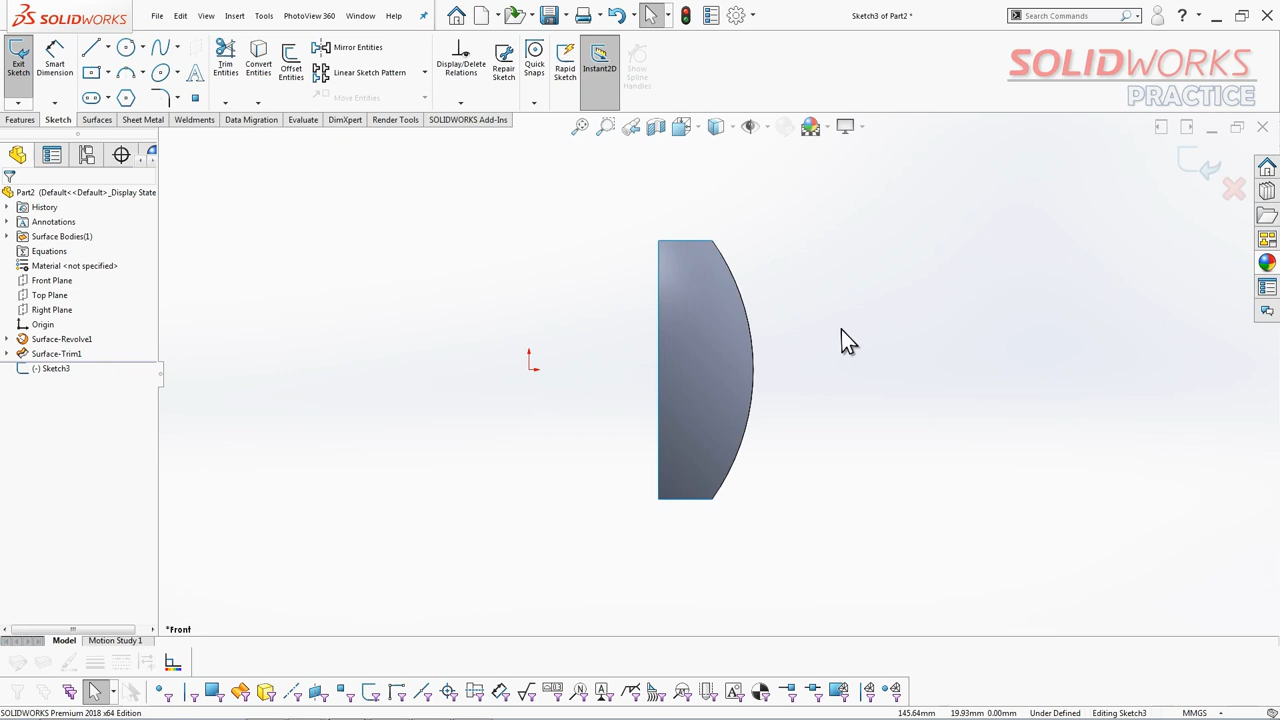 SOLIDWORKS
File Edit View Insert Tools PhotoView 360 Window Help
Sketch3 of Part2 *
Search Commands
?
Exit Sketch
Smart Dimension
Trim Entities
Convert Entities
Offset Entities
Mirror Entities
Linear Sketch Pattern
Move Entities
Display/Delete Relations
Repair Sketch
Quick Snaps
Rapid Sketch
Instant2D
Show Spline Handles
SOLIDWORKS
PRACTICE
Features Sketch Surfaces Sheet Metal Weldments Data Migration Evaluate DimXpert Render Tools SOLIDWORKS Add-Ins
Part2 (Default<<Default>_Display State
History
Annotations
Surface Bodies(1)
Equations
Material <not specified>
Front Plane
Top Plane
Right Plane
Origin
Surface-Revolve1
Surface-Trim1
(-) Sketch3
*Front
Model Motion Study 1
SOLIDWORKS Premium 2018 x64 Edition
145.64mm 19.93mm 0.00mm Under Defined Editing Sketch3 MMGS